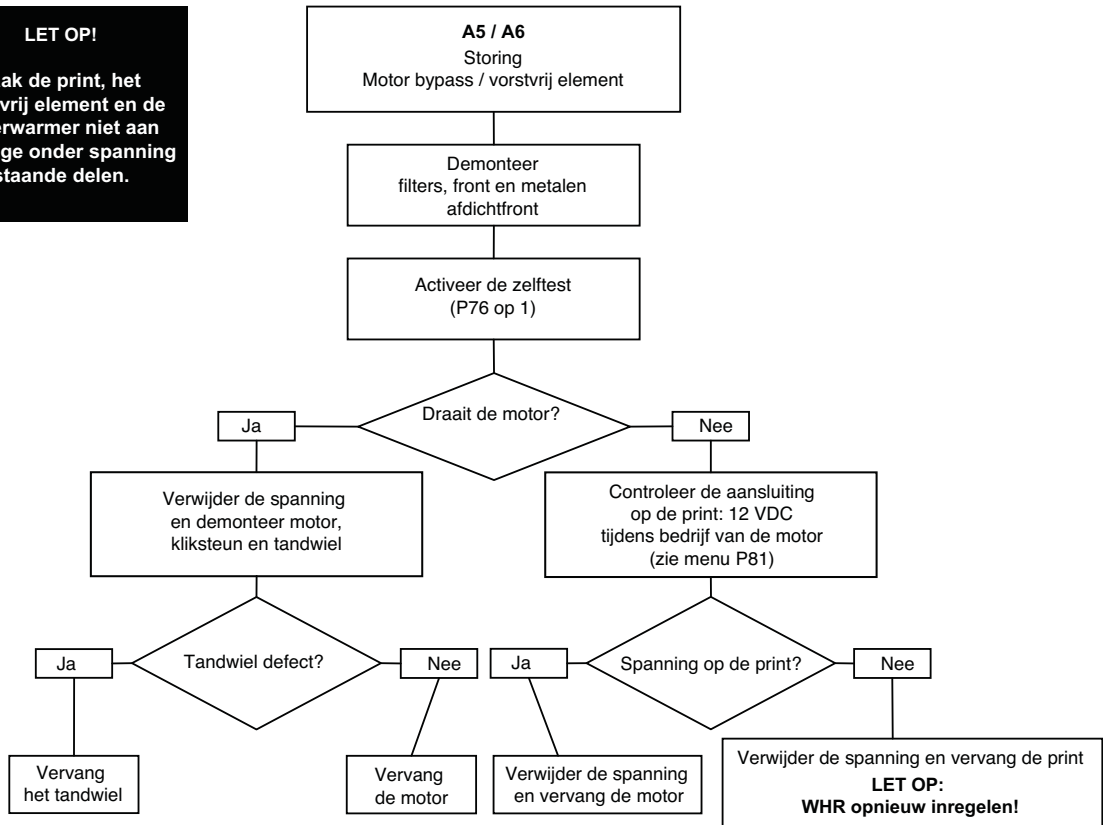 LET OP!
ak de print, het
vrij element en de
erwarmer niet aan
ge onder spanning
staande delen.
A5 / A6
Storing
Motor bypass / vorstvrij element
Demonteer
filters, front en metalen
afdichtfront
Activeer de zelftest
(P76 op 1)
Draait de motor?
Ja
Nee
Verwijder de spanning
en demonteer motor,
kliksteun en tandwiel
Controleer de aansluiting
op de print: 12 VDC
tijdens bedrijf van de motor
(zie menu P81)
Ja
Tandwiel defect?
Nee
Ja
Spanning op de print?
Nee
Vervang
het tandwiel
Vervang
de motor
Verwijder de spanning
en vervang de motor
Verwijder de spanning en vervang de print
LET OP:
WHR opnieuw inregelen!